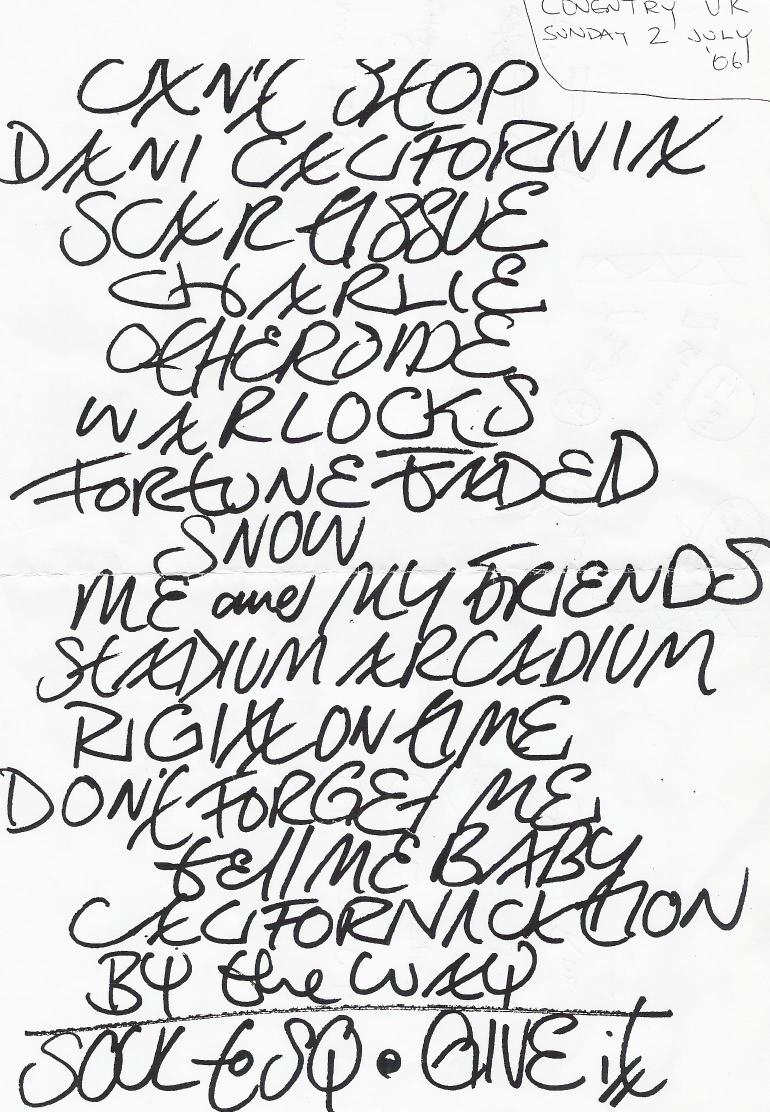 COVENTRY UK
SUNDAY 2 JULY
'06
CAN'T STOP
DANI CALIFORNIA
SCAR TISSUE
CHARLIE
OTHERSIDE
WARLOCKS
FORTUNE FADED
SNOW
ME and MY FRIENDS
STADIUM ARCADIUM
RIGHT ON TIME
DON'T FORGET ME
tell ME BABY
CALIFORNICATION
BY the WAY
SOUL to SQ • GIVE it